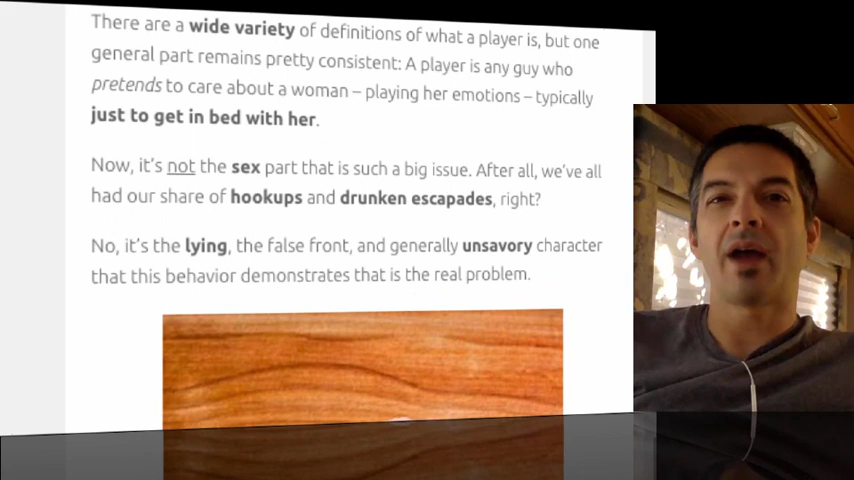 There are a wide variety of definitions of what a player is, but one
general part remains pretty consistent: A player is any guy who
pretends to care about a woman – playing her emotions – typically
just to get in bed with her.
Now, it's not the sex part that is such a big issue. After all, we've all
had our share of hookups and drunken escapades, right?
No, it's the lying, the false front, and generally unsavory character
that this behavior demonstrates that is the real problem.